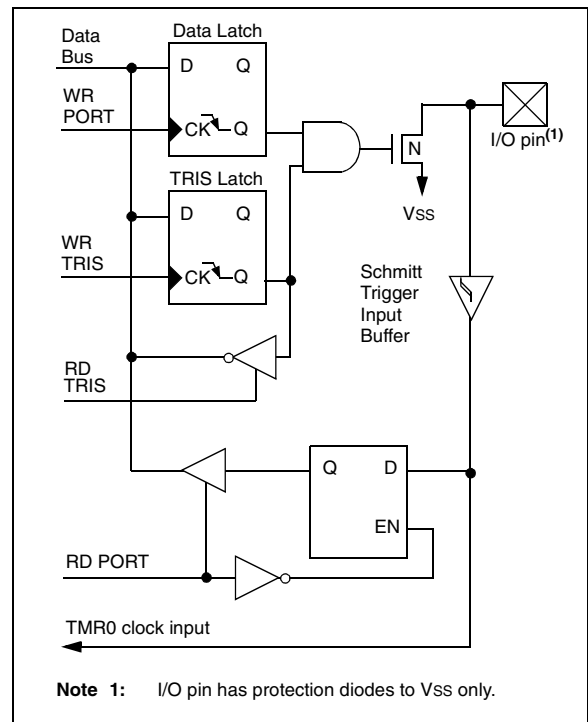 Data Latch
Data
Bus
D Q
WR
PORT
CK Q
N
I/O pin(1)
TRIS Latch
VSS
D Q
WR
TRIS
CK Q
Schmitt
Trigger
Input
Buffer
RD
TRIS
Q D
EN
RD PORT
TMR0 clock input
Note 1: I/O pin has protection diodes to VSS only.